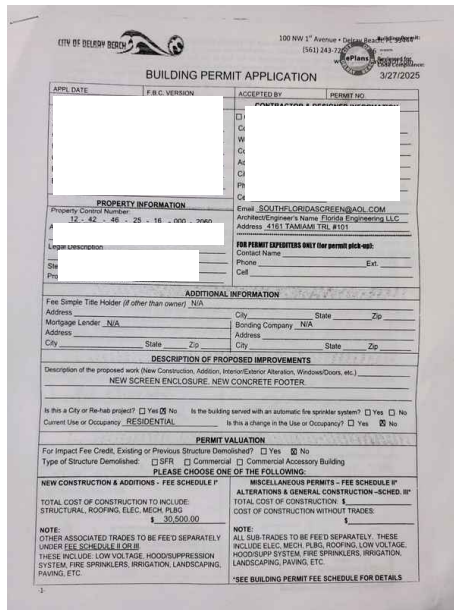 CITY OF DELRAY BEACH
100 NW 1st Avenue • Delray Beach, FL
(561) 243-72
ePlans
Reviewed for
Code Compliance
3/27/2025
BUILDING PERMIT APPLICATION
APPL DATE F.B.C. VERSION ACCEPTED BY PERMIT NO.
CONTRACTOR & DESIGNER INFORMATION
PROPERTY INFORMATION
Property Control Number:
12 - 42 - 46 - 25 - 16 - 000 - 2060
Legal Description
Email SOUTHFLORIDASCREEN@AOL.COM
Architect/Engineer's Name Florida Engineering LLC
Address 4161 TAMIAMI TRL #101
FOR PERMIT EXPEDITERS ONLY (for permit pick-up):
Contact Name
Phone Ext.
Cell
ADDITIONAL INFORMATION
Fee Simple Title Holder (if other than owner) N/A
Address City State Zip
Mortgage Lender N/A Bonding Company N/A
Address Address
City State Zip City State Zip
DESCRIPTION OF PROPOSED IMPROVEMENTS
Description of the proposed work (New Construction, Addition, Interior/Exterior Alteration, Windows/Doors, etc.)
NEW SCREEN ENCLOSURE. NEW CONCRETE FOOTER.
Is this a City or Re-hab project? ☐ Yes ☒ No Is the building served with an automatic fire sprinkler system? ☐ Yes ☐ No
Current Use or Occupancy RESIDENTIAL Is this a change in the Use or Occupancy? ☐ Yes ☒ No
PERMIT VALUATION
For Impact Fee Credit, Existing or Previous Structure Demolished? ☐ Yes ☒ No
Type of Structure Demolished: ☐ SFR ☐ Commercial ☐ Commercial Accessory Building
PLEASE CHOOSE ONE OF THE FOLLOWING:
NEW CONSTRUCTION & ADDITIONS - FEE SCHEDULE I*
TOTAL COST OF CONSTRUCTION TO INCLUDE:
STRUCTURAL, ROOFING, ELEC, MECH, PLBG
$ 30,500.00
NOTE:
OTHER ASSOCIATED TRADES TO BE FEE'D SEPARATELY
UNDER FEE SCHEDULE II OR III.
THESE INCLUDE: LOW VOLTAGE, HOOD/SUPPRESSION
SYSTEM, FIRE SPRINKLERS, IRRIGATION, LANDSCAPING,
PAVING, ETC.
MISCELLANEOUS PERMITS – FEE SCHEDULE II*
ALTERATIONS & GENERAL CONSTRUCTION –SCHED. III*
TOTAL COST OF CONSTRUCTION: $
COST OF CONSTRUCTION WITHOUT TRADES:
$
NOTE:
ALL SUB-TRADES TO BE FEE'D SEPARATELY. THESE
INCLUDE ELEC, MECH, PLBG, ROOFING, LOW VOLTAGE,
HOOD/SUPP SYSTEM, FIRE SPRINKLERS, IRRIGATION,
LANDSCAPING, PAVING, ETC.
*SEE BUILDING PERMIT FEE SCHEDULE FOR DETAILS
-1-